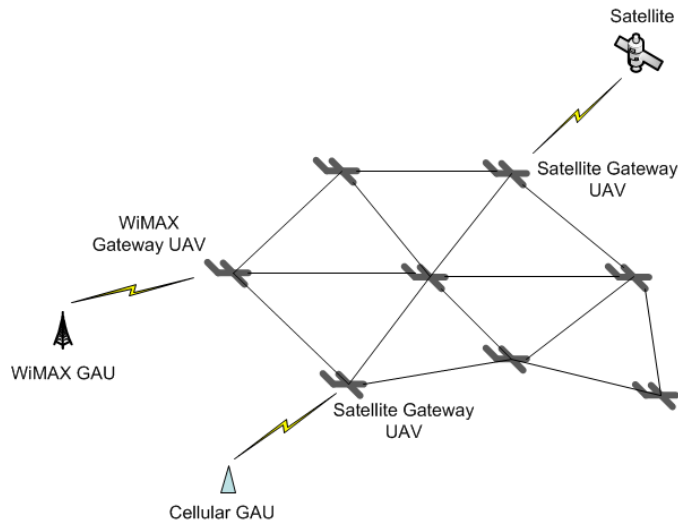 Satellite
Satellite Gateway
UAV
WiMAX
Gateway UAV
WiMAX GAU
Satellite Gateway
UAV
Cellular GAU